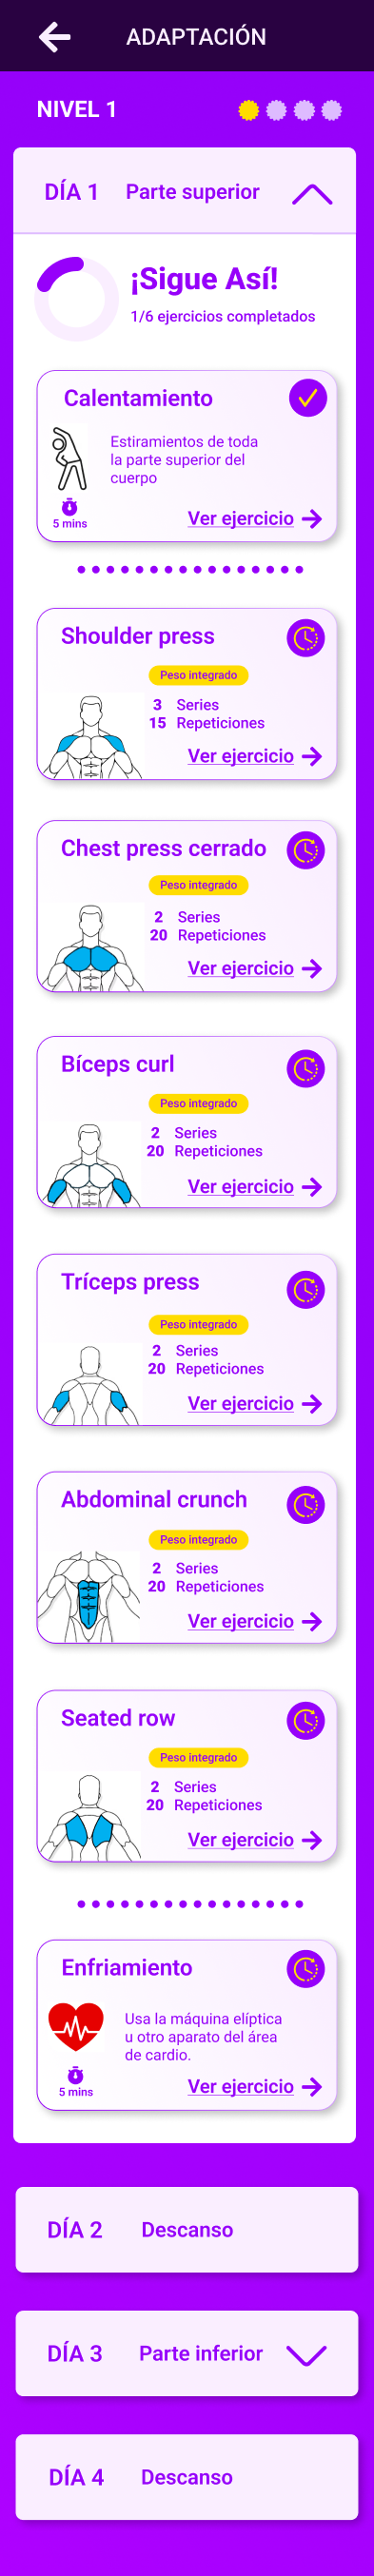 ADAPTACIÓN
NIVEL 1
DÍA 1 Parte superior
¡Sigue Así!
1/6 ejercicios completados
Calentamiento
Estiramientos de toda
la parte superior del
cuerpo
5 mins
Ver ejercicio
Shoulder press
Peso integrado
3 Series
15 Repeticiones
Ver ejercicio
Chest press cerrado
Peso integrado
2 Series
20 Repeticiones
Ver ejercicio
Bíceps curl
Peso integrado
2 Series
20 Repeticiones
Ver ejercicio
Tríceps press
Peso integrado
2 Series
20 Repeticiones
Ver ejercicio
Abdominal crunch
Peso integrado
2 Series
20 Repeticiones
Ver ejercicio
Seated row
Peso integrado
2 Series
20 Repeticiones
Ver ejercicio
Enfriamiento
Usa la máquina elíptica
u otro aparato del área
de cardio.
5 mins
Ver ejercicio
DÍA 2 Descanso
DÍA 3 Parte inferior
DÍA 4 Descanso